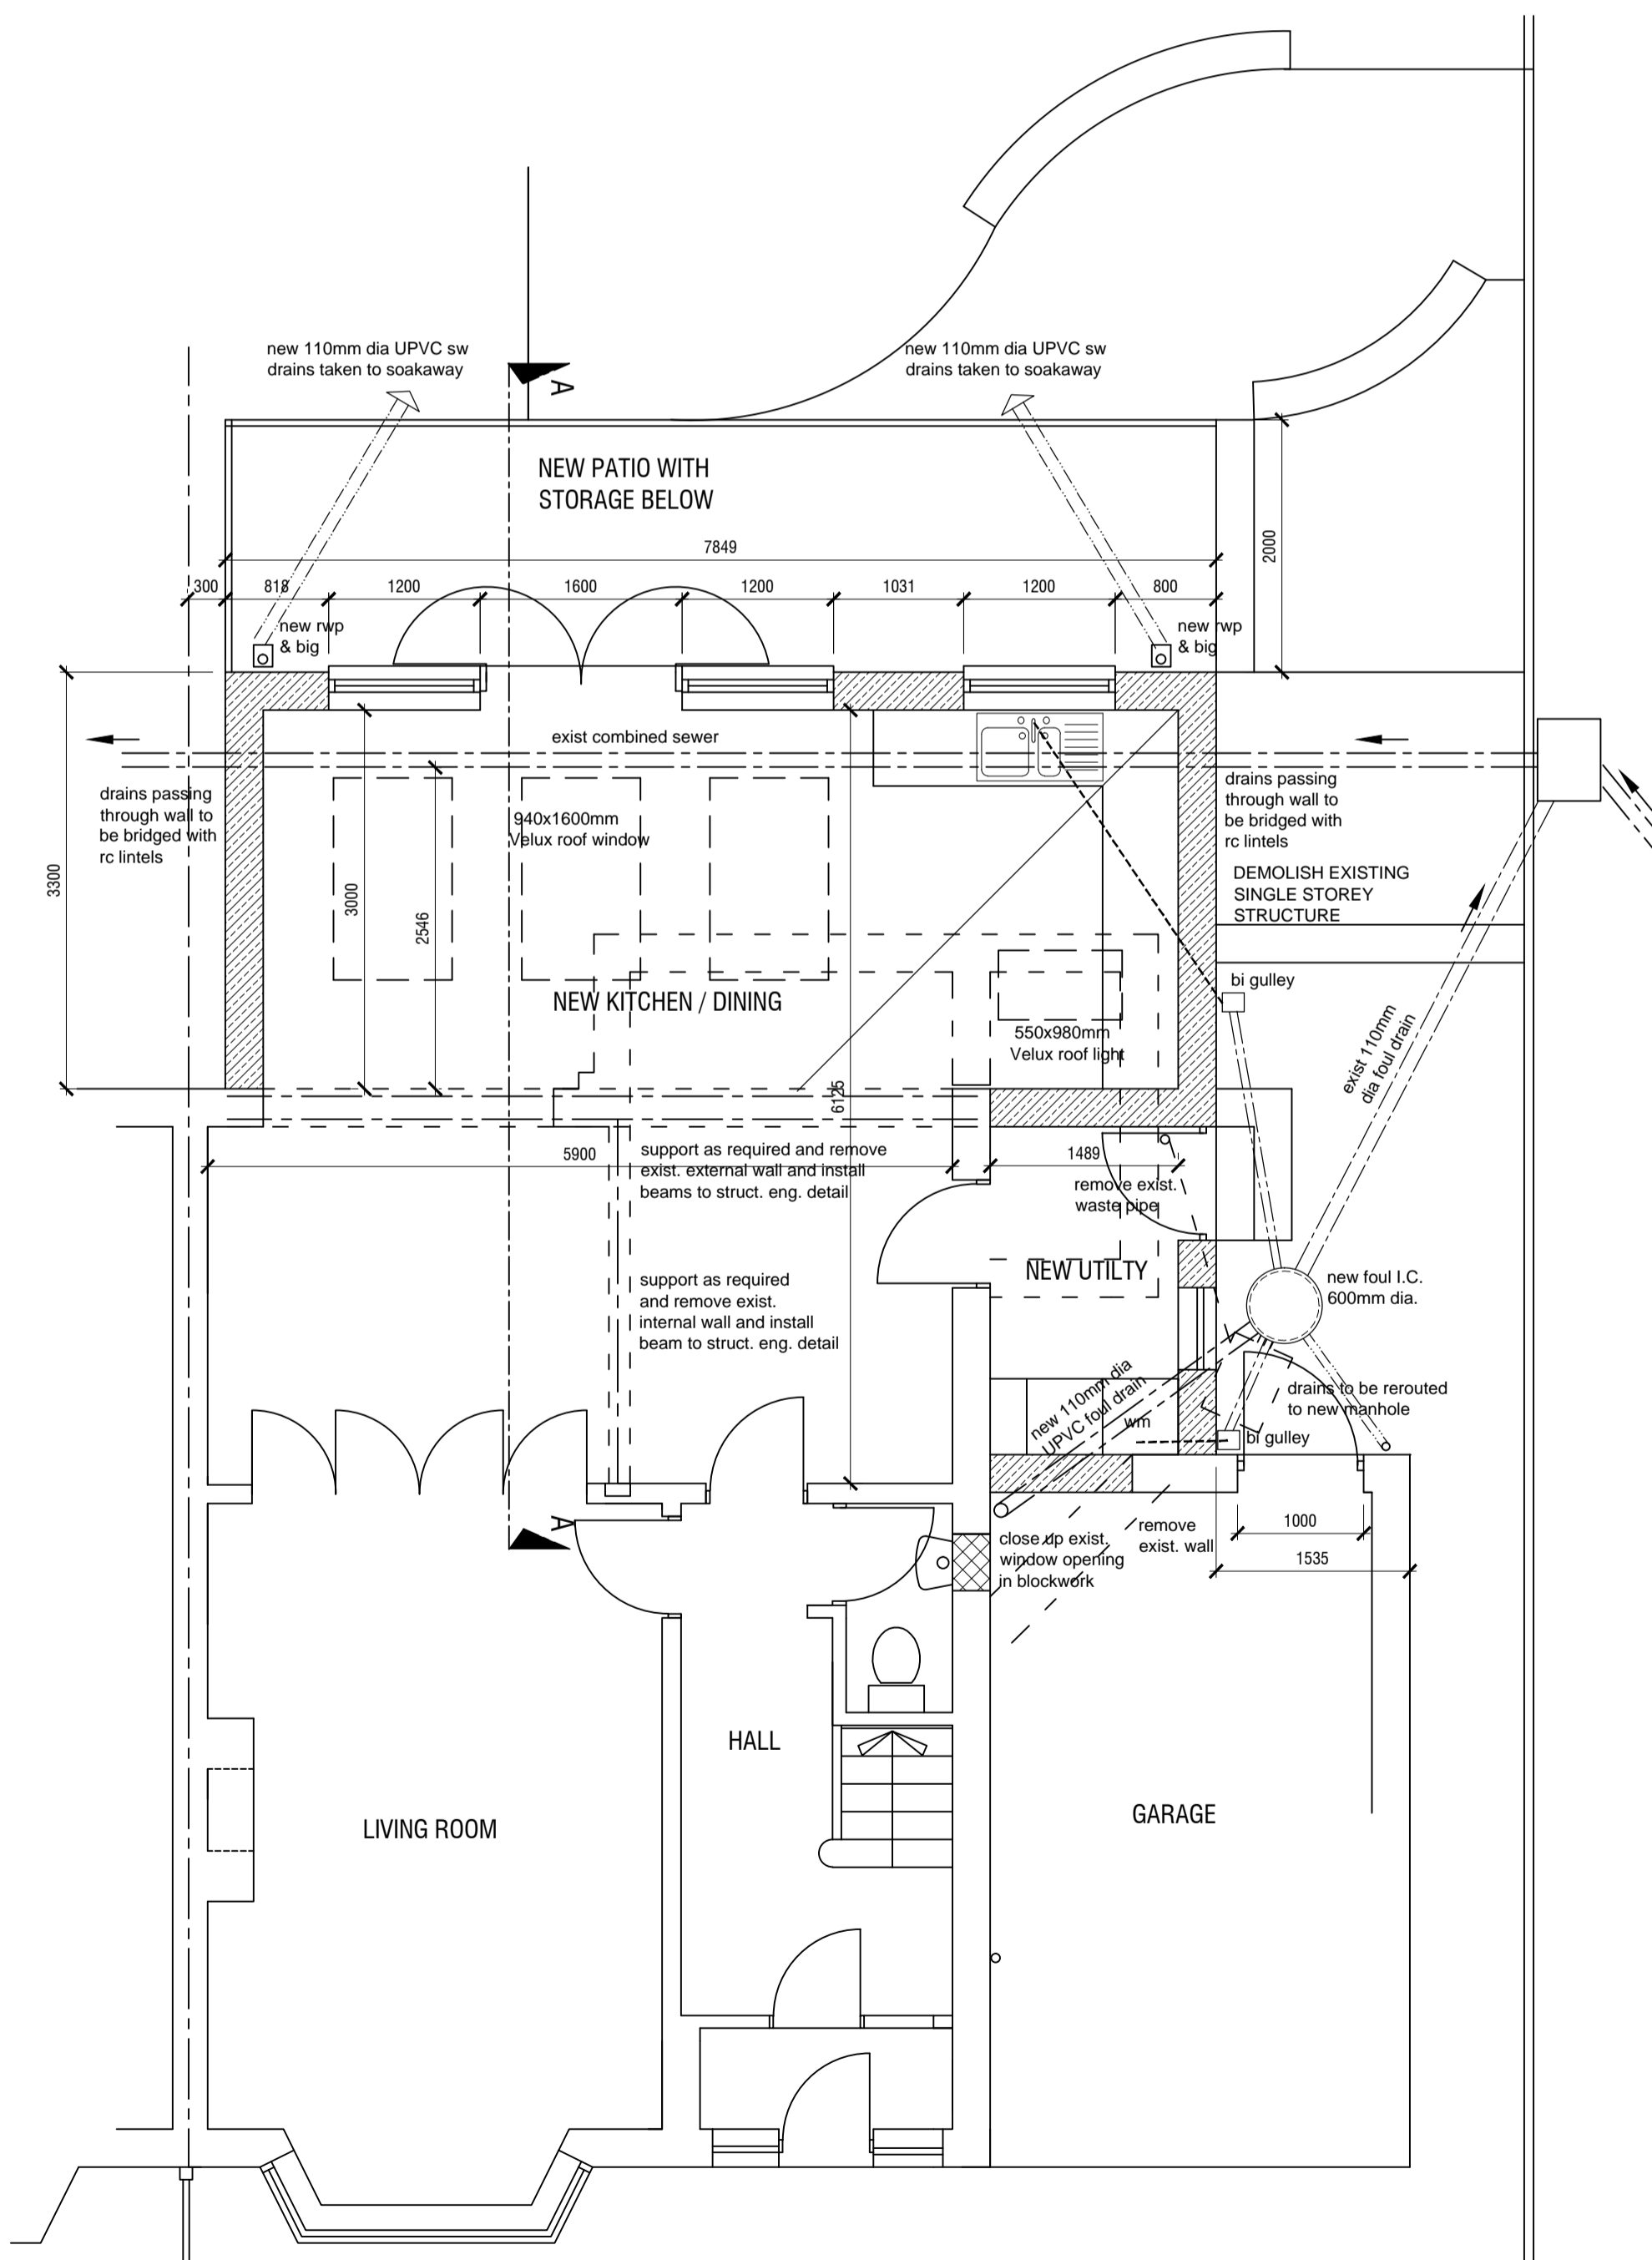 new 110mm dia UPVC sw
drains taken to soakaway
new 110mm dia UPVC sw
drains taken to soakaway
A
NEW PATIO WITH
STORAGE BELOW
7849
2000
300
818
1200
1600
1200
1031
1200
800
new rwp
& big
new rwp
& big
exist combined sewer
drains passing
through wall to
be bridged with
rc lintels
940x1600mm
Velux roof window
drains passing
through wall to
be bridged with
rc lintels
3300
3000
2546
DEMOLISH EXISTING
SINGLE STOREY
STRUCTURE
bi gulley
NEW KITCHEN / DINING
550x980mm
Velux roof light
exist 110mm
dia foul drain
6125
5900
support as required and remove
exist. external wall and install
beams to struct. eng. detail
1489
remove exist.
waste pipe
NEW UTILTY
support as required
and remove exist.
internal wall and install
beam to struct. eng. detail
new foul I.C.
600mm dia.
new 110mm dia
UPVC foul drain
drains to be rerouted
to new manhole
wm
bi gulley
A
close up exist.
window opening
in blockwork
remove
exist. wall
1000
1535
HALL
LIVING ROOM
GARAGE